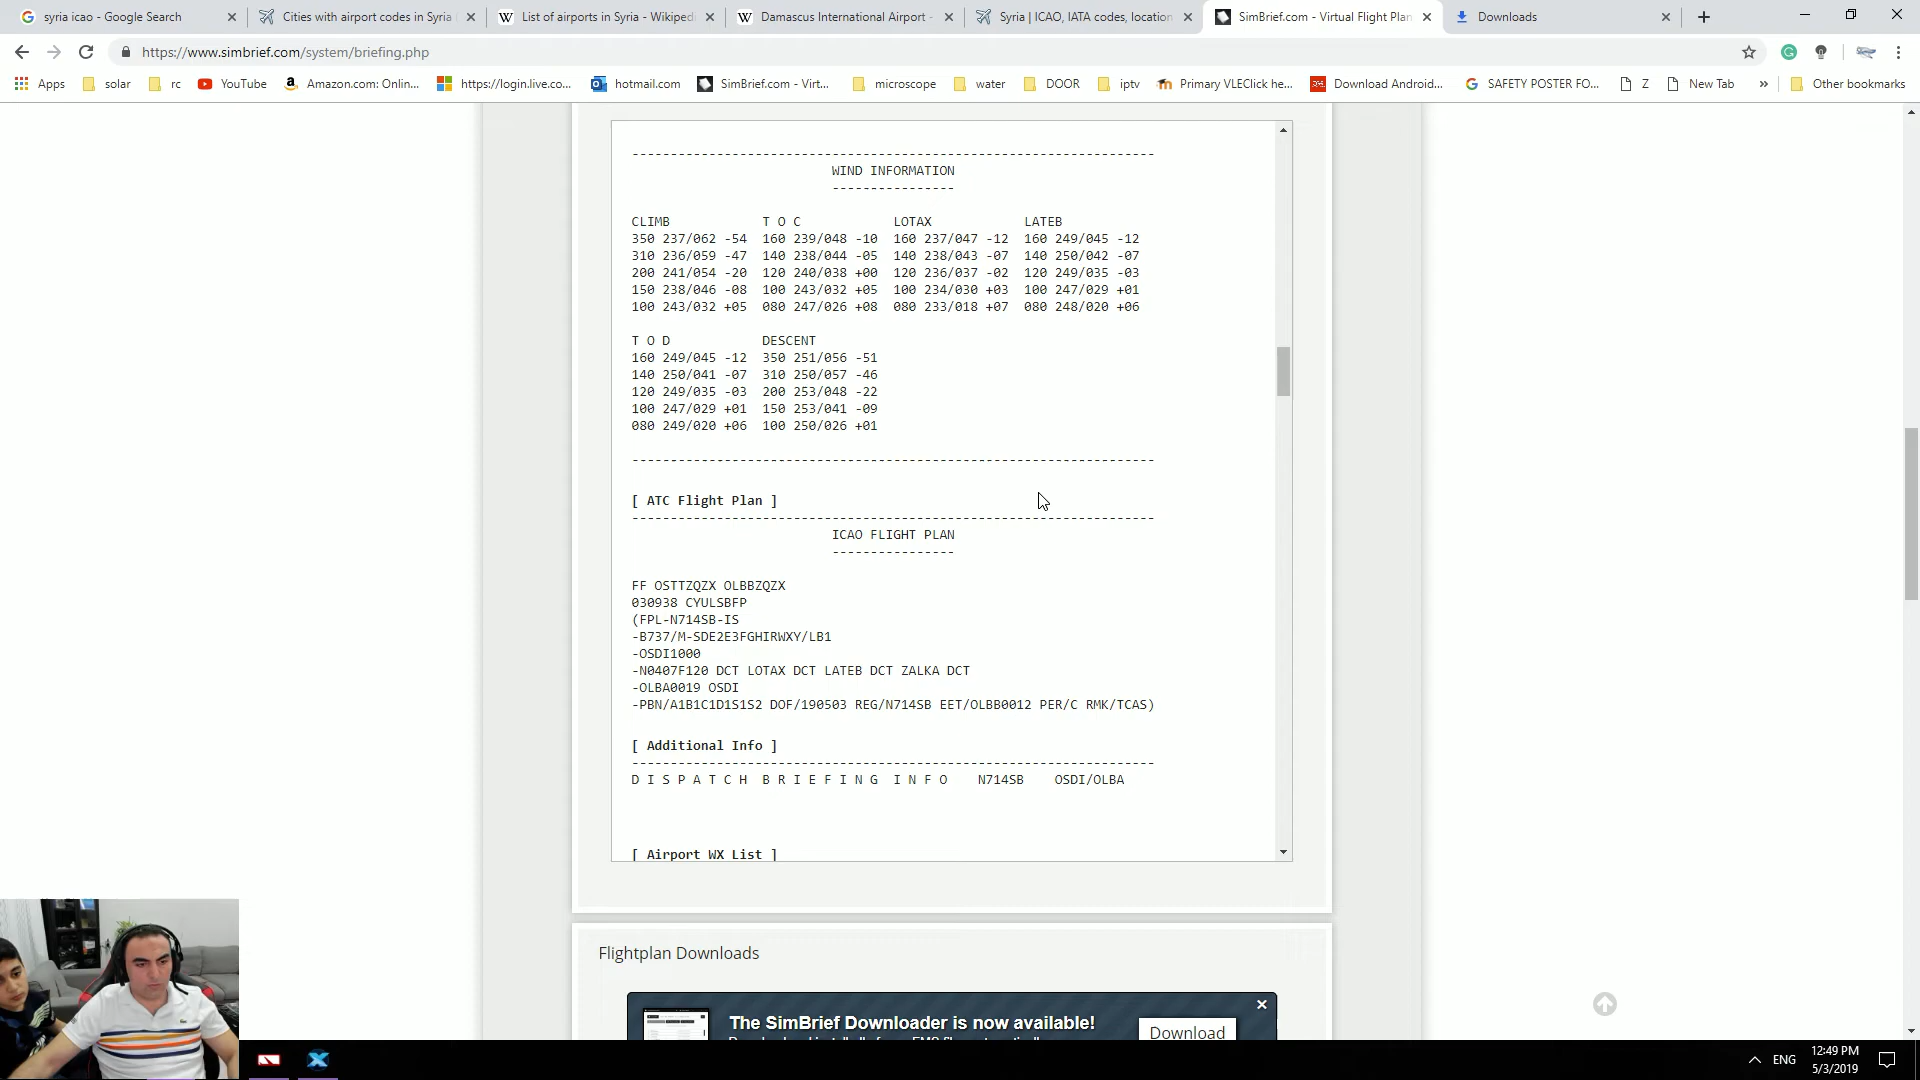 syria icao - Google Search
Cities with airport codes in Syria
List of airports in Syria - Wikiped
Damascus International Airport -
Syria | ICAO, IATA codes, location
SimBrief.com - Virtual Flight Plan
Downloads
https://www.simbrief.com/system/briefing.php
Apps solar rc YouTube Amazon.com: Onlin... https://login.live.co... hotmail.com SimBrief.com - Virt... microscope water DOOR iptv Primary VLEClick he... Download Android... SAFETY POSTER FO... Z New Tab » Other bookmarks
WIND INFORMATION
CLIMB T O C LOTAX LATEB
350 237/062 -54 160 239/048 -10 160 237/047 -12 160 249/045 -12
310 236/059 -47 140 238/044 -05 140 238/043 -07 140 250/042 -07
200 241/054 -20 120 240/038 +00 120 236/037 -02 120 249/035 -03
150 238/046 -08 100 243/032 +05 100 234/030 +03 100 247/029 +01
100 243/032 +05 080 247/026 +08 080 233/018 +07 080 248/020 +06
T O D DESCENT
160 249/045 -12 350 251/056 -51
140 250/041 -07 310 250/057 -46
120 249/035 -03 200 253/048 -22
100 247/029 +01 150 253/041 -09
080 249/020 +06 100 250/026 +01
[ ATC Flight Plan ]
ICAO FLIGHT PLAN
FF OSTTZQZX OLBBZQZX
030938 CYULSBFP
(FPL-N714SB-IS
-B737/M-SDE2E3FGHIRWXY/LB1
-OSDI1000
-N0407F120 DCT LOTAX DCT LATEB DCT ZALKA DCT
-OLBA0019 OSDI
-PBN/A1B1C1D1S1S2 DOF/190503 REG/N714SB EET/OLBB0012 PER/C RMK/TCAS)
[ Additional Info ]
D I S P A T C H  B R I E F I N G  I N F O N714SB OSDI/OLBA
[ Airport WX List ]
Flightplan Downloads
The SimBrief Downloader is now available!
Download
ENG
12:49 PM
5/3/2019